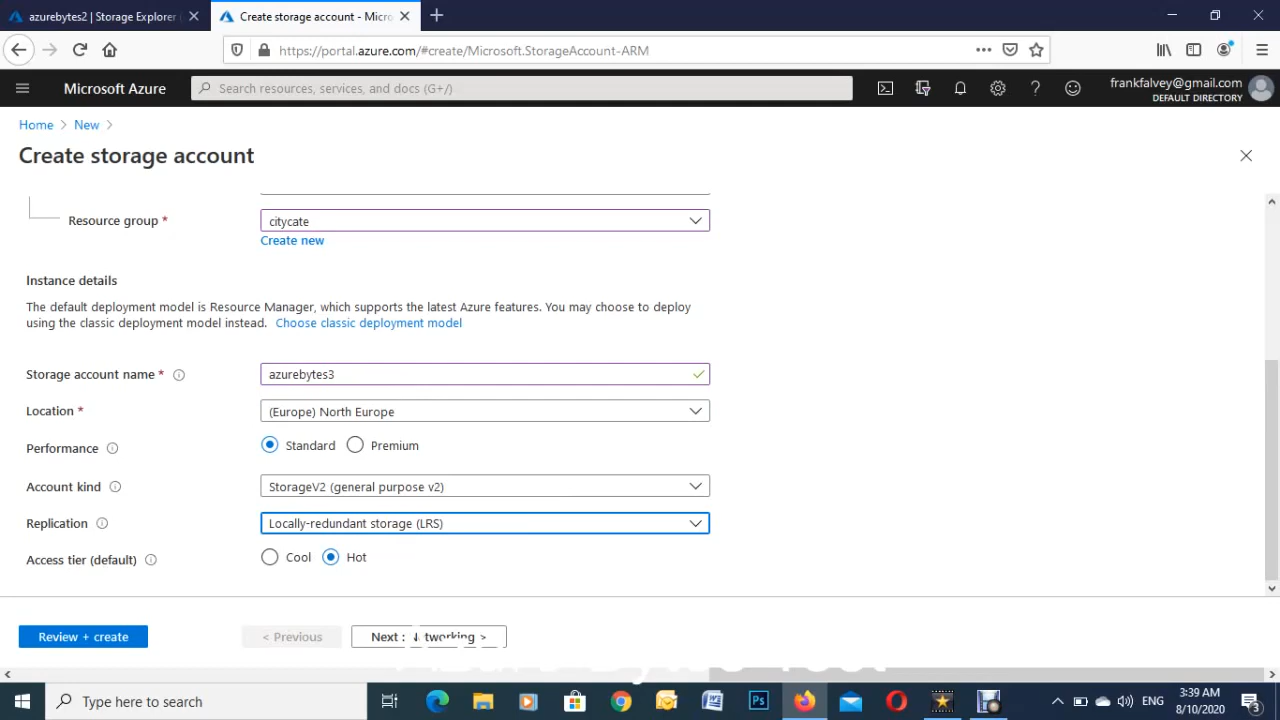 azurebytes2 | Storage Explorer
Create storage account - Micro
https://portal.azure.com/#create/Microsoft.StorageAccount-ARM
Microsoft Azure
Search resources, services, and docs (G+/)
frankfalvey@gmail.com
DEFAULT DIRECTORY
Home > New >
Create storage account
Resource group * citycate
Create new
Instance details
The default deployment model is Resource Manager, which supports the latest Azure features. You may choose to deploy
using the classic deployment model instead. Choose classic deployment model
Storage account name * azurebytes3
Location * (Europe) North Europe
Performance Standard Premium
Account kind StorageV2 (general purpose v2)
Replication Locally-redundant storage (LRS)
Access tier (default) Cool Hot
Review + create < Previous Next : tworking >
Type here to search
ENG
3:39 AM
8/10/2020
3